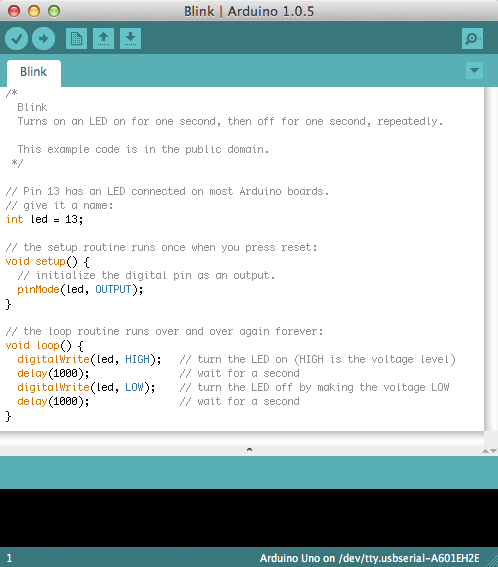 Blink | Arduino 1.0.5
Blink
/*
  Blink
  Turns on an LED on for one second, then off for one second, repeatedly.

  This example code is in the public domain.
 */

// Pin 13 has an LED connected on most Arduino boards.
// give it a name:
int led = 13;

// the setup routine runs once when you press reset:
void setup() {
  // initialize the digital pin as an output.
  pinMode(led, OUTPUT);
}

// the loop routine runs over and over again forever:
void loop() {
  digitalWrite(led, HIGH);   // turn the LED on (HIGH is the voltage level)
  delay(1000);               // wait for a second
  digitalWrite(led, LOW);    // turn the LED off by making the voltage LOW
  delay(1000);               // wait for a second
}
1
Arduino Uno on /dev/tty.usbserial-A601EH2E